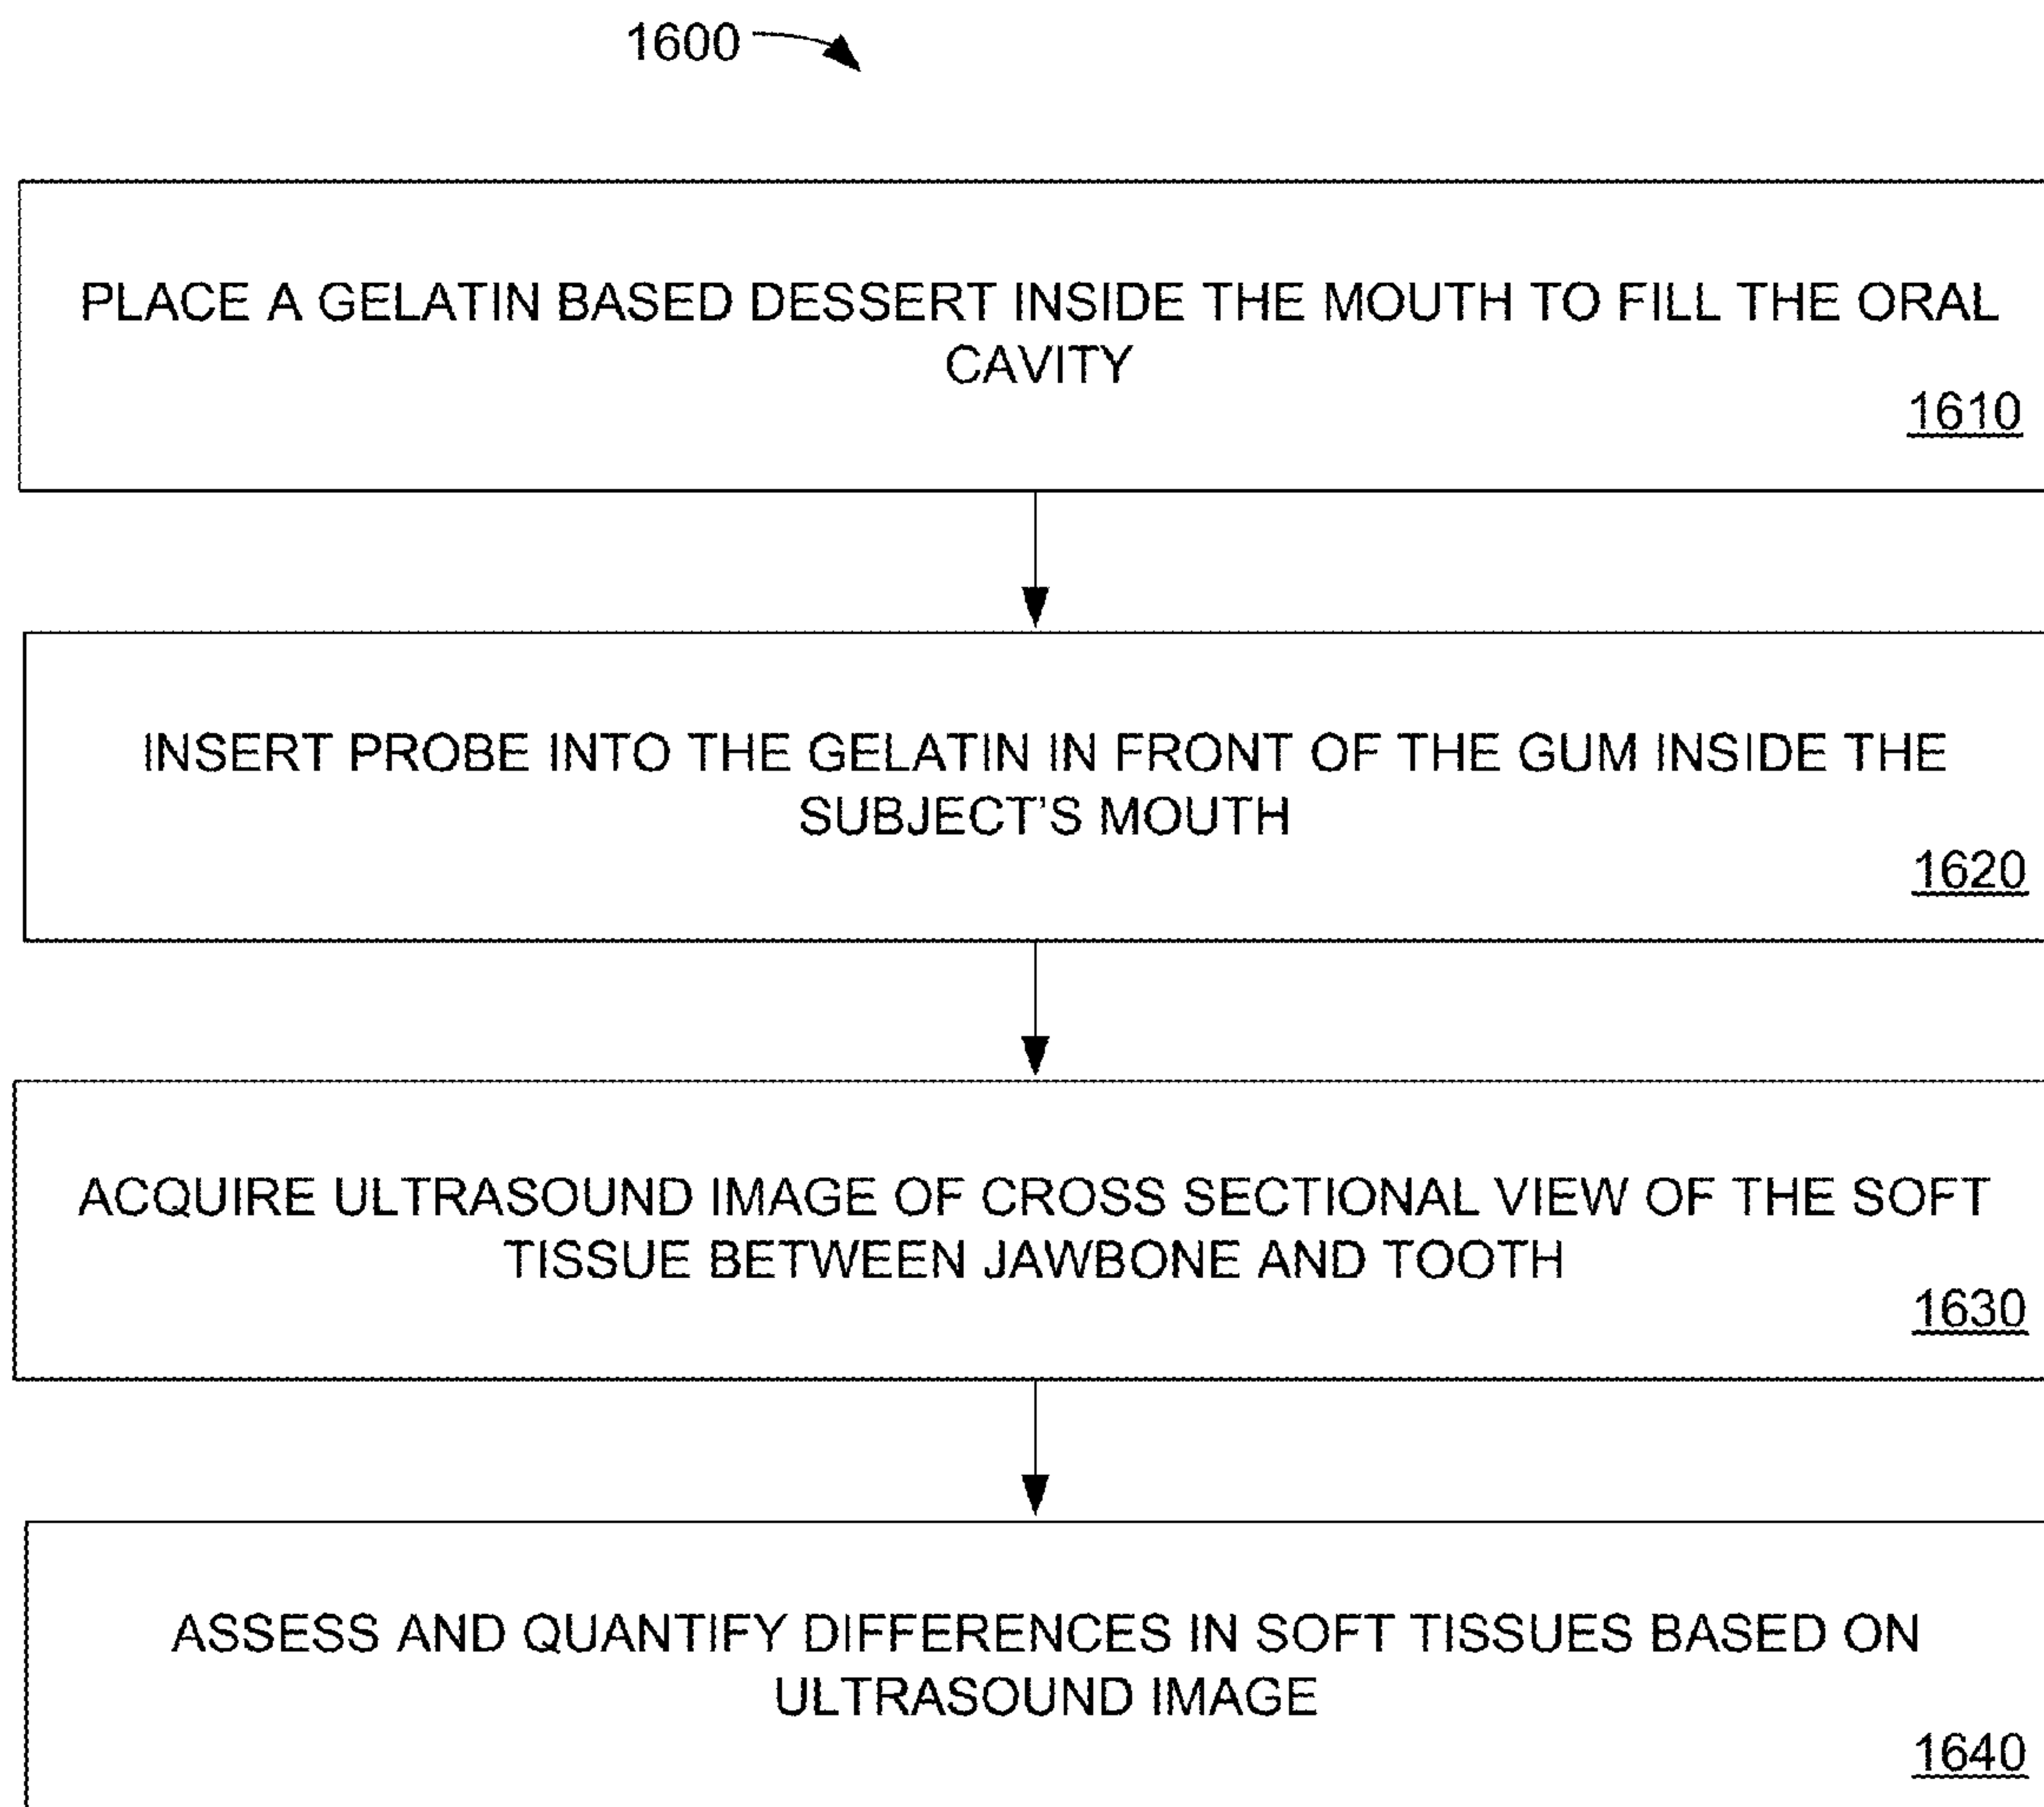 1600
PLACE A GELATIN BASED DESSERT INSIDE THE MOUTH TO FILL THE ORAL
CAVITY
1610
INSERT PROBE INTO THE GELATIN IN FRONT OF THE GUM INSIDE THE
SUBJECT'S MOUTH
1620
ACQUIRE ULTRASOUND IMAGE OF CROSS SECTIONAL VIEW OF THE SOFT
TISSUE BETWEEN JAWBONE AND TOOTH
1630
ASSESS AND QUANTIFY DIFFERENCES IN SOFT TISSUES BASED ON
ULTRASOUND IMAGE
1640